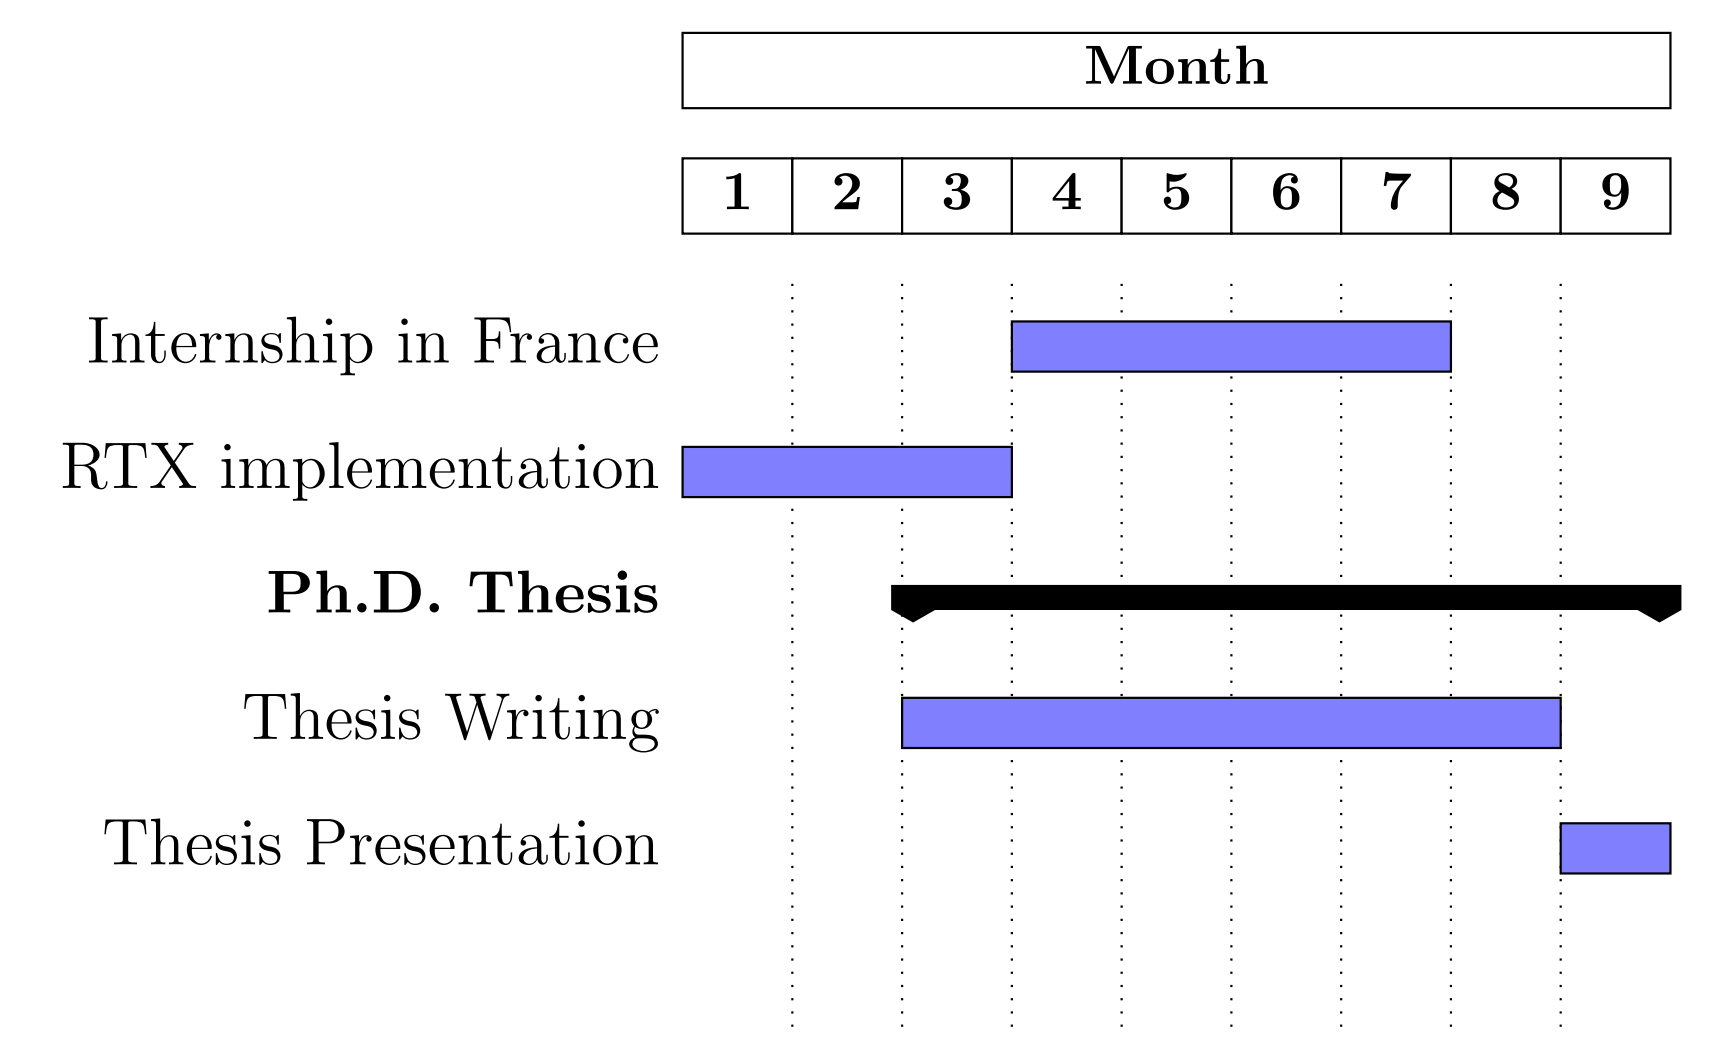 Month
1 2 3 4 5 6 7 8 9
Internship in France
RTX implementation
Ph.D. Thesis
Thesis Writing
Thesis Presentation